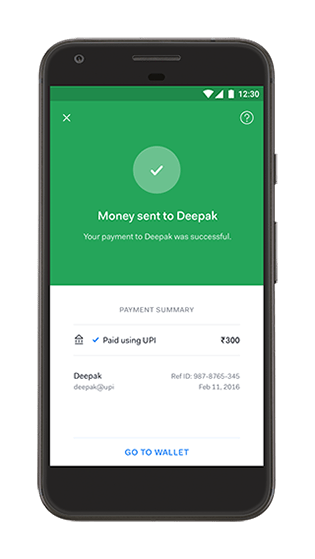 12:30
Money sent to Deepak
Your payment to Deepak was successful.
PAYMENT SUMMARY
Paid using UPI ₹300
Deepak Ref ID: 987-8765-345
deepak@upi Feb 11, 2016
GO TO WALLET